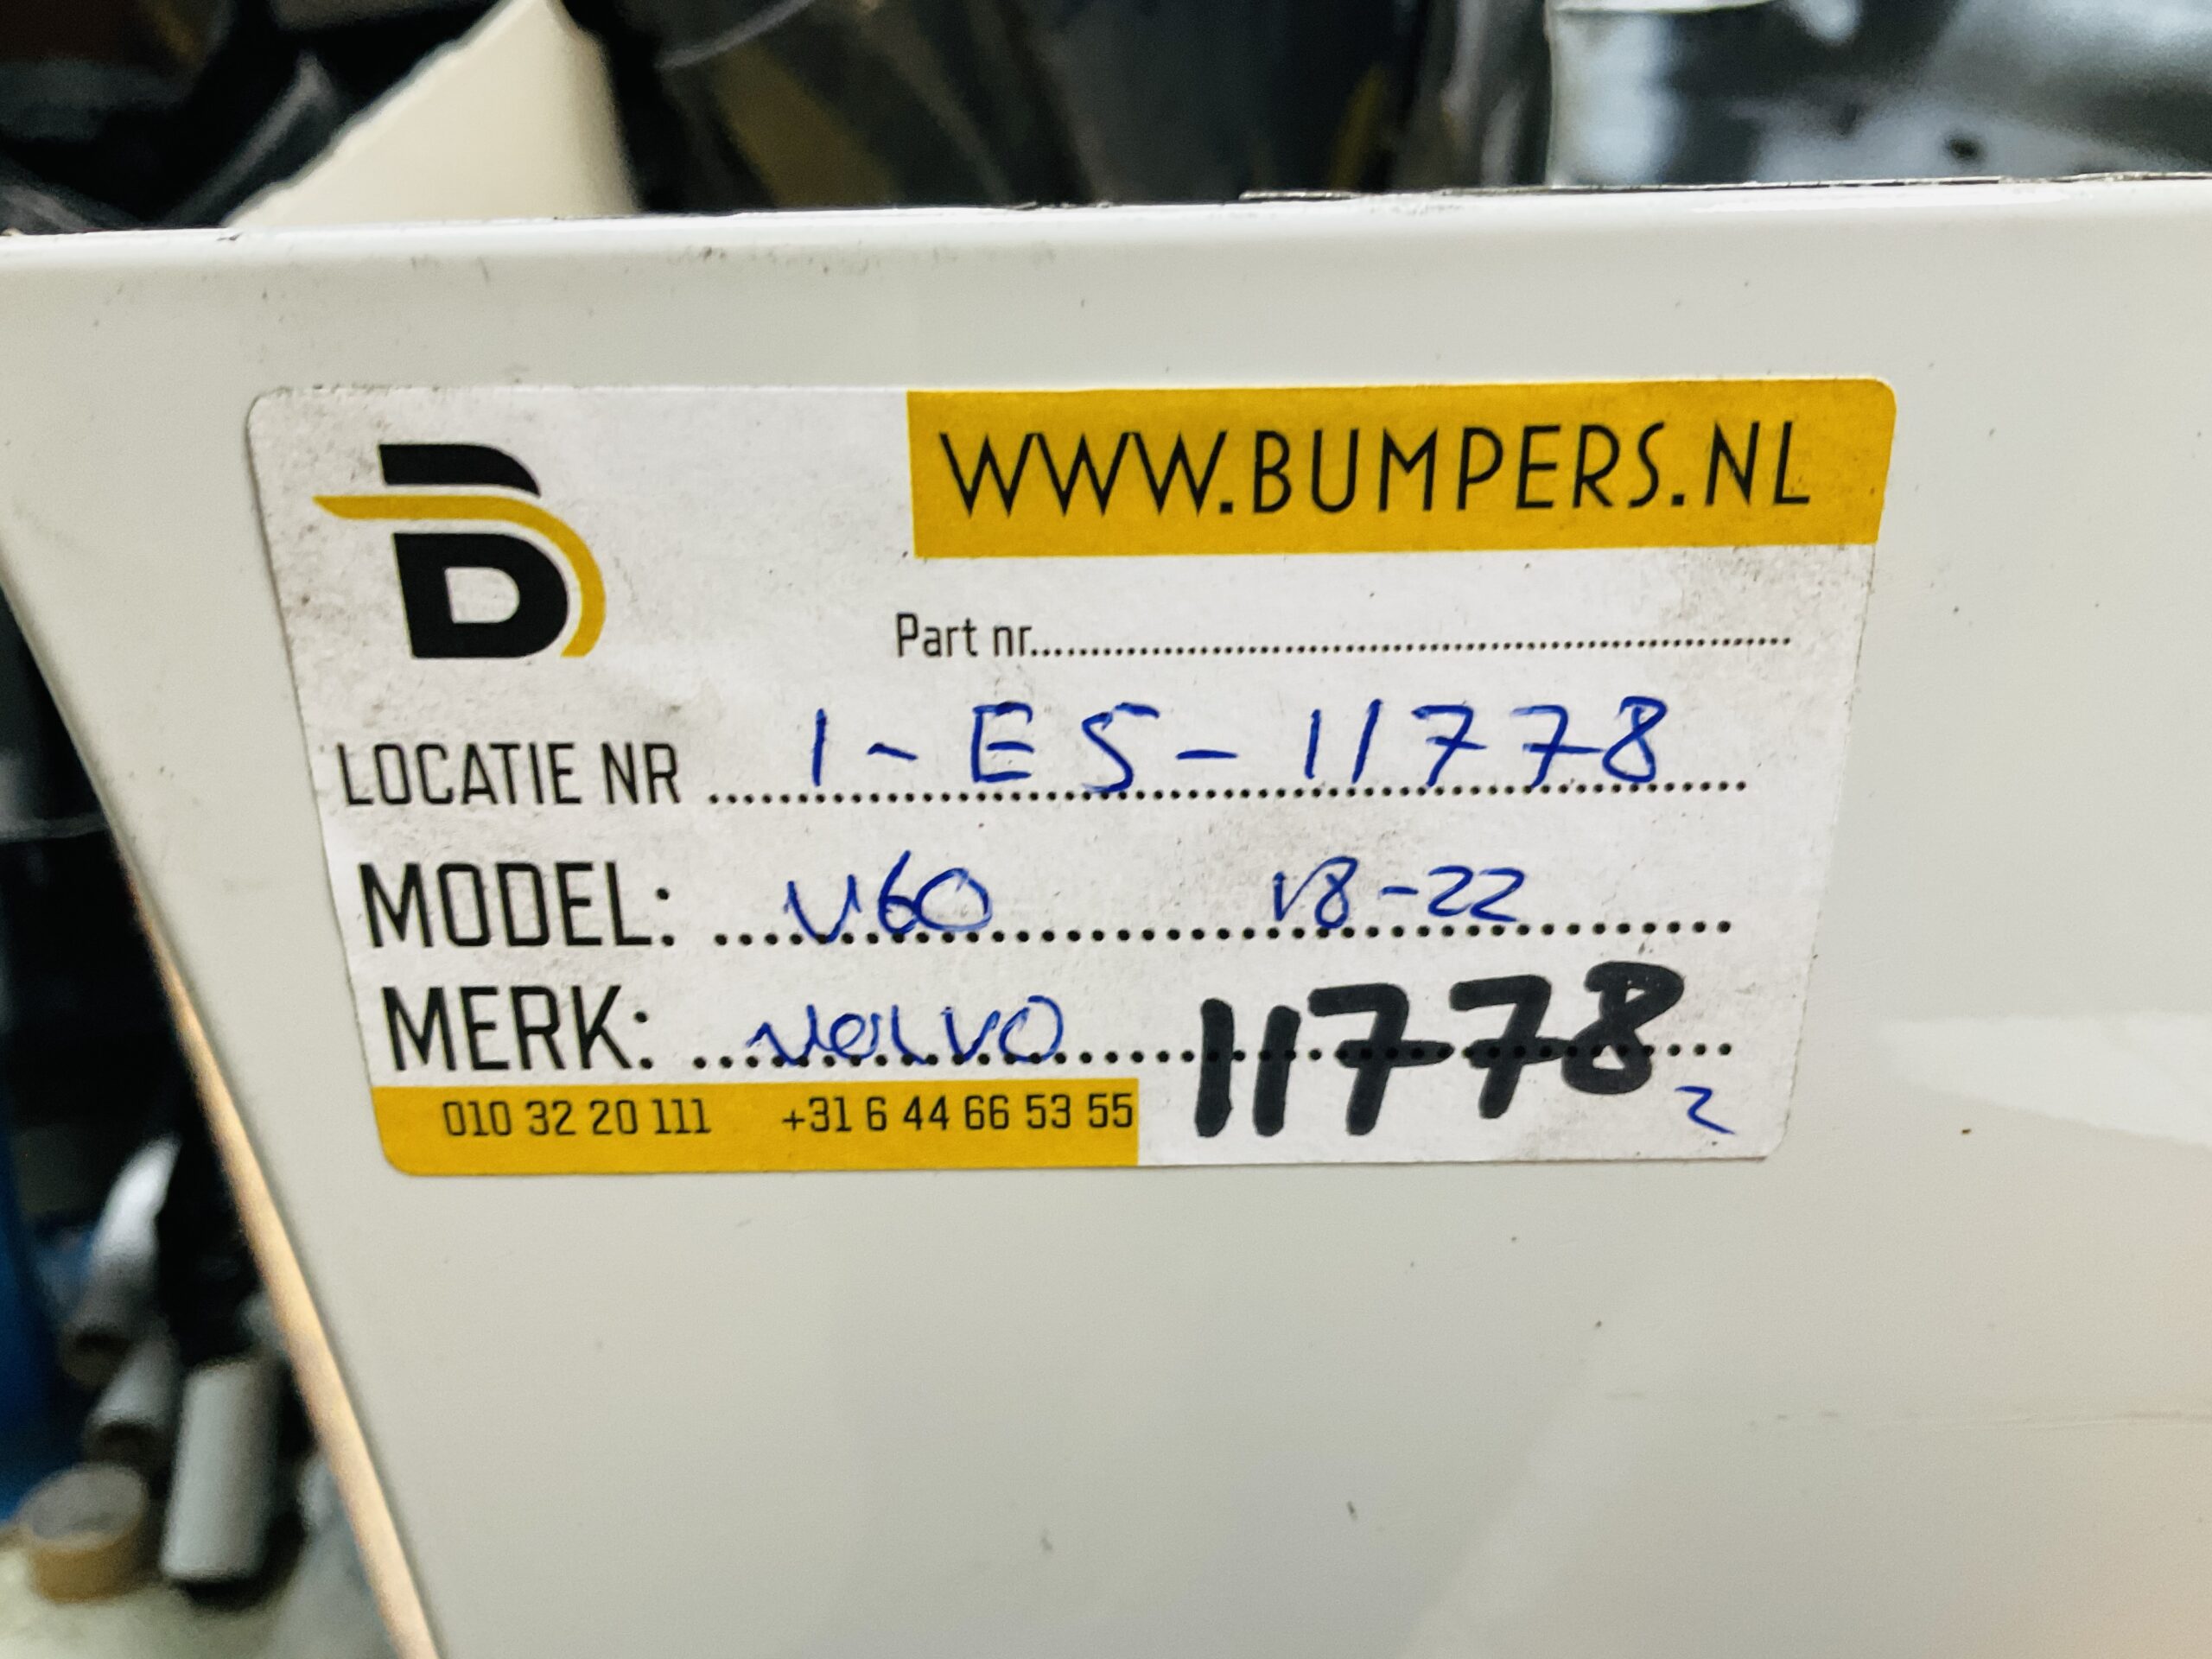 WWW.BUMPERS.NL
B
Part nr.......................................................
LOCATIE NR 1-E5-11778
MODEL: V60 18-22
MERK: VOLVO 11778
010 32 20 111 +31 6 44 66 53 55
2